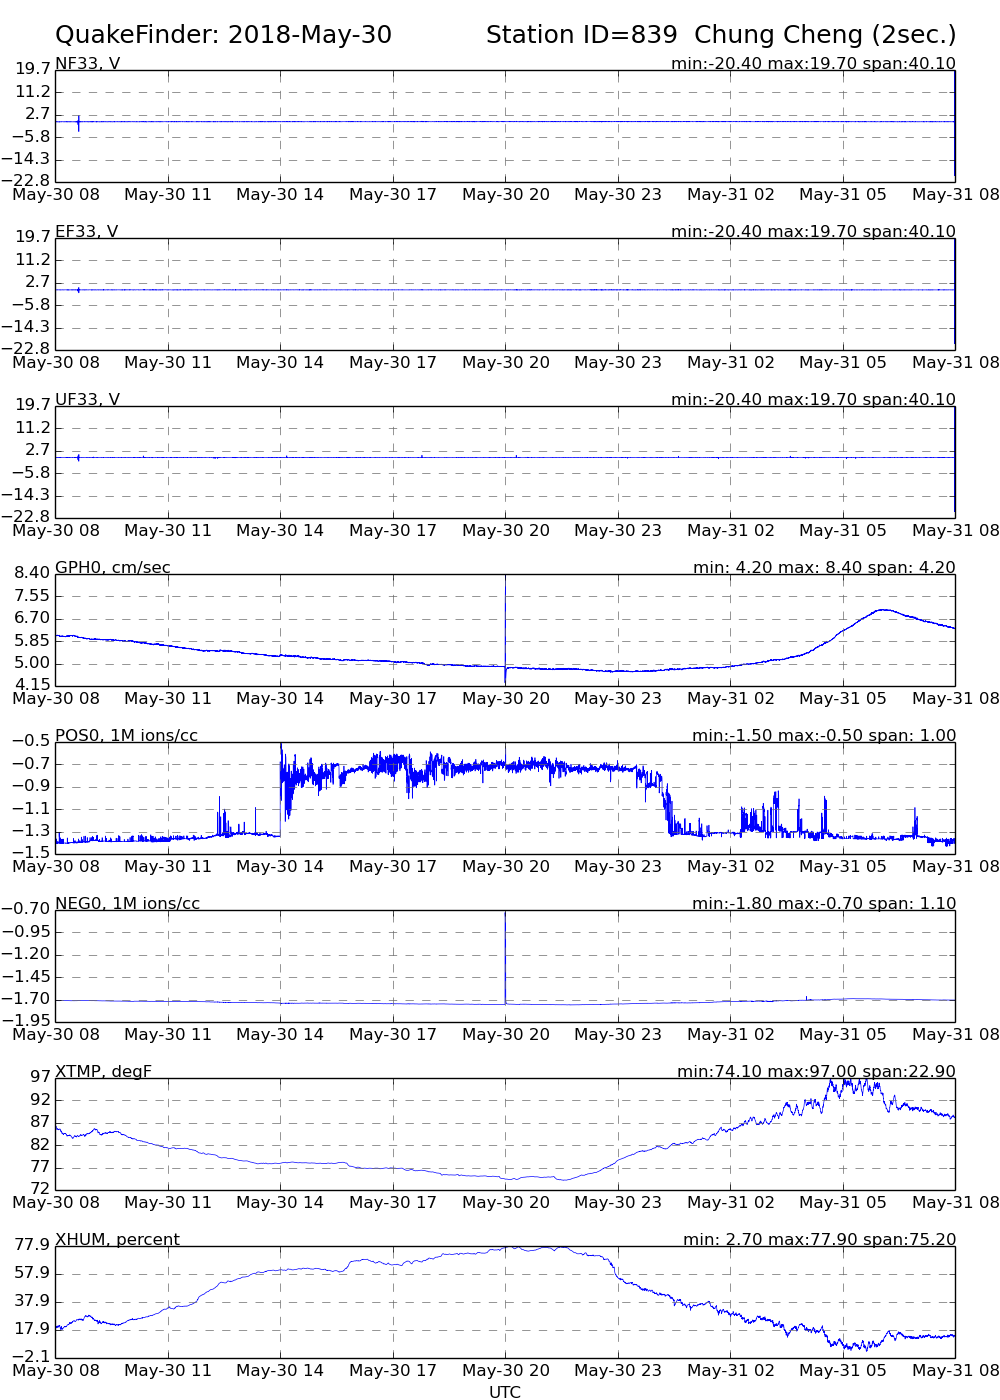 QuakeFinder: 2018-May-30 Station ID=839 Chung Cheng (2sec.)
NF33, V min:-20.40 max:19.70 span:40.10
19.7
11.2
2.7
−5.8
−14.3
−22.8
May-30 08 May-30 11 May-30 14 May-30 17 May-30 20 May-30 23 May-31 02 May-31 05 May-31 08
EF33, V min:-20.40 max:19.70 span:40.10
19.7
11.2
2.7
−5.8
−14.3
−22.8
May-30 08 May-30 11 May-30 14 May-30 17 May-30 20 May-30 23 May-31 02 May-31 05 May-31 08
UF33, V min:-20.40 max:19.70 span:40.10
19.7
11.2
2.7
−5.8
−14.3
−22.8
May-30 08 May-30 11 May-30 14 May-30 17 May-30 20 May-30 23 May-31 02 May-31 05 May-31 08
GPH0, cm/sec min: 4.20 max: 8.40 span: 4.20
8.40
7.55
6.70
5.85
5.00
4.15
May-30 08 May-30 11 May-30 14 May-30 17 May-30 20 May-30 23 May-31 02 May-31 05 May-31 08
POS0, 1M ions/cc min:-1.50 max:-0.50 span: 1.00
−0.5
−0.7
−0.9
−1.1
−1.3
−1.5
May-30 08 May-30 11 May-30 14 May-30 17 May-30 20 May-30 23 May-31 02 May-31 05 May-31 08
NEG0, 1M ions/cc min:-1.80 max:-0.70 span: 1.10
−0.70
−0.95
−1.20
−1.45
−1.70
−1.95
May-30 08 May-30 11 May-30 14 May-30 17 May-30 20 May-30 23 May-31 02 May-31 05 May-31 08
XTMP, degF min:74.10 max:97.00 span:22.90
97
92
87
82
77
72
May-30 08 May-30 11 May-30 14 May-30 17 May-30 20 May-30 23 May-31 02 May-31 05 May-31 08
XHUM, percent min: 2.70 max:77.90 span:75.20
77.9
57.9
37.9
17.9
−2.1
May-30 08 May-30 11 May-30 14 May-30 17 May-30 20 May-30 23 May-31 02 May-31 05 May-31 08
UTC